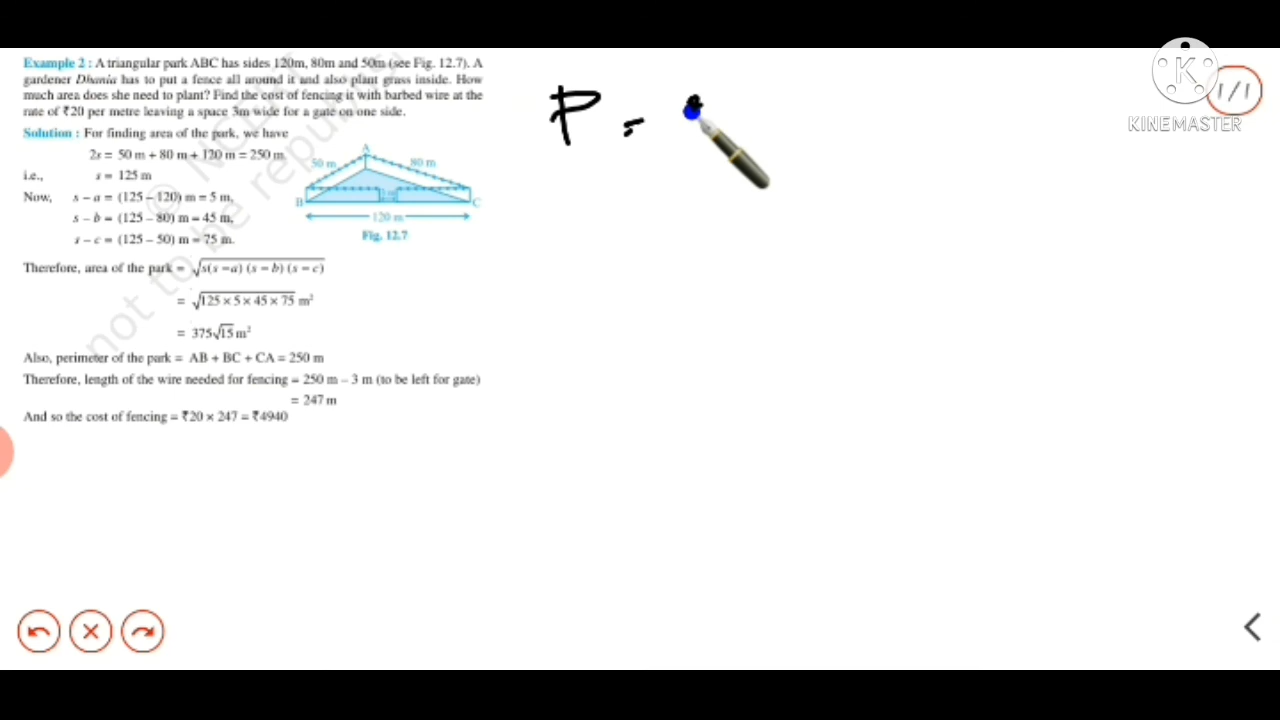 Example 2 : A triangular park ABC has sides 120m, 80m and 50m (see Fig. 12.7). A
gardener Dhania has to put a fence all around it and also plant grass inside. How
much area does she need to plant? Find the cost of fencing it with barbed wire at the
rate of ₹20 per metre leaving a space 3m wide for a gate on one side.
Solution : For finding area of the park, we have
2s = 50 m + 80 m + 120 m = 250 m.
i.e., s = 125 m
Now, s – a = (125 – 120) m = 5 m,
s – b = (125 – 80) m = 45 m,
s – c = (125 – 50) m = 75 m.
A
50 m
80 m
B
C
120 m
Fig. 12.7
Therefore, area of the park = √s(s – a) (s – b) (s – c)
= √125 × 5 × 45 × 75 m²
= 375√15 m²
Also, perimeter of the park = AB + BC + CA = 250 m
Therefore, length of the wire needed for fencing = 250 m – 3 m (to be left for gate)
= 247 m
And so the cost of fencing = ₹20 × 247 = ₹4940
© NCERT
not to be republished
P =
K
KINEMASTER
1/1